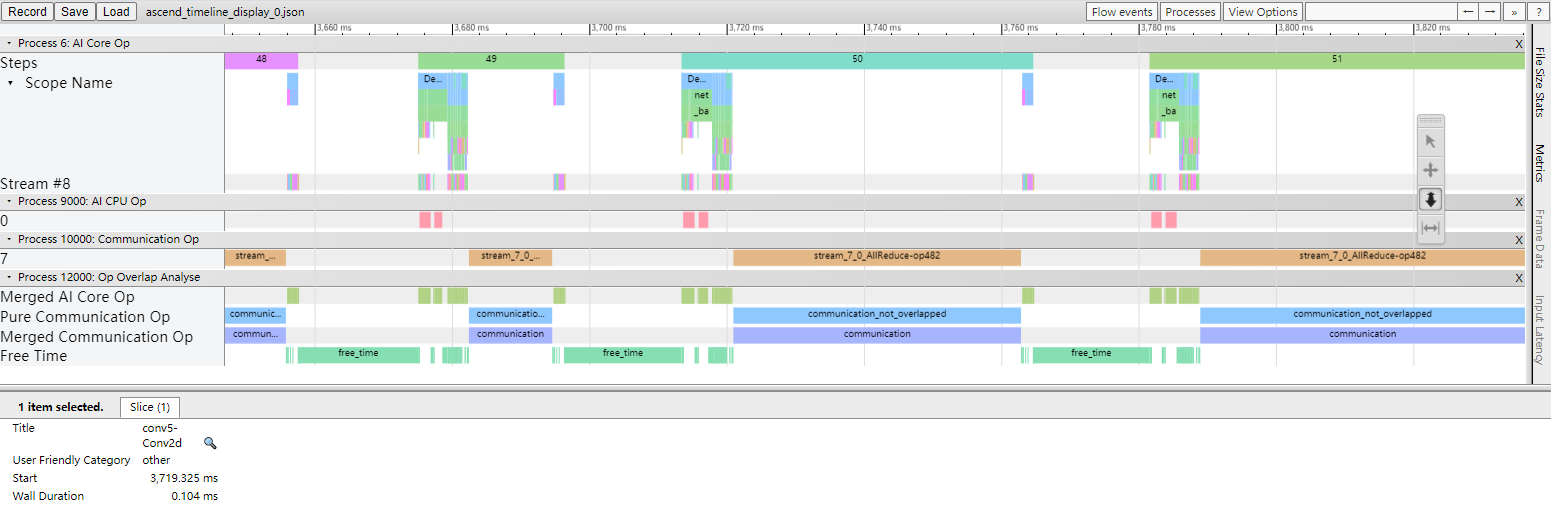 Record Save Load ascend_timeline_display_0.json Flow events Processes View Options ← → » ?
3,660 ms 3,680 ms 3,700 ms 3,720 ms 3,740 ms 3,760 ms 3,780 ms 3,800 ms 3,820 ms
Process 6: AI Core Op X
Steps 48 49 50 51
Scope Name De... De... De...
net net
_ba _ba
Stream #8
Process 9000: AI CPU Op X
0
Process 10000: Communication Op X
7 stream_... stream_7_0_... stream_7_0_AllReduce-op482 stream_7_0_AllReduce-op482
Process 12000: Op Overlap Analyse X
Merged AI Core Op
Pure Communication Op communic... communicatio... communication_not_overlapped communication_not_overlapped
Merged Communication Op commun... communication communication communication
Free Time free_time free_time free_time
File Size Stats
Metrics
Frame Data
Input Latency
1 item selected. Slice (1)
Title conv5-
Conv2d
User Friendly Category other
Start 3,719.325 ms
Wall Duration 0.104 ms